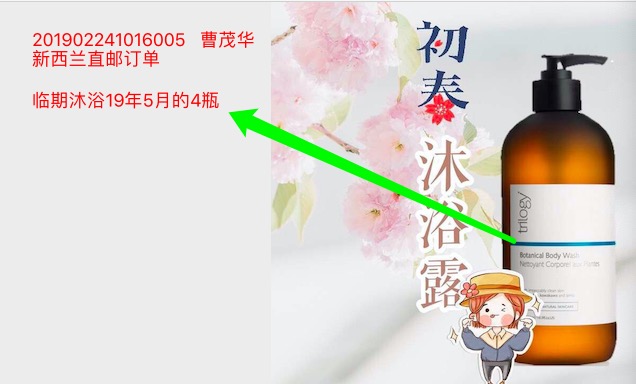 201902241016005 曹茂华
新西兰直邮订单
临期沐浴19年5月的4瓶
初春
沐浴露
trilogy
Botanical Body Wash
Nettoyant Corporel aux Plantes